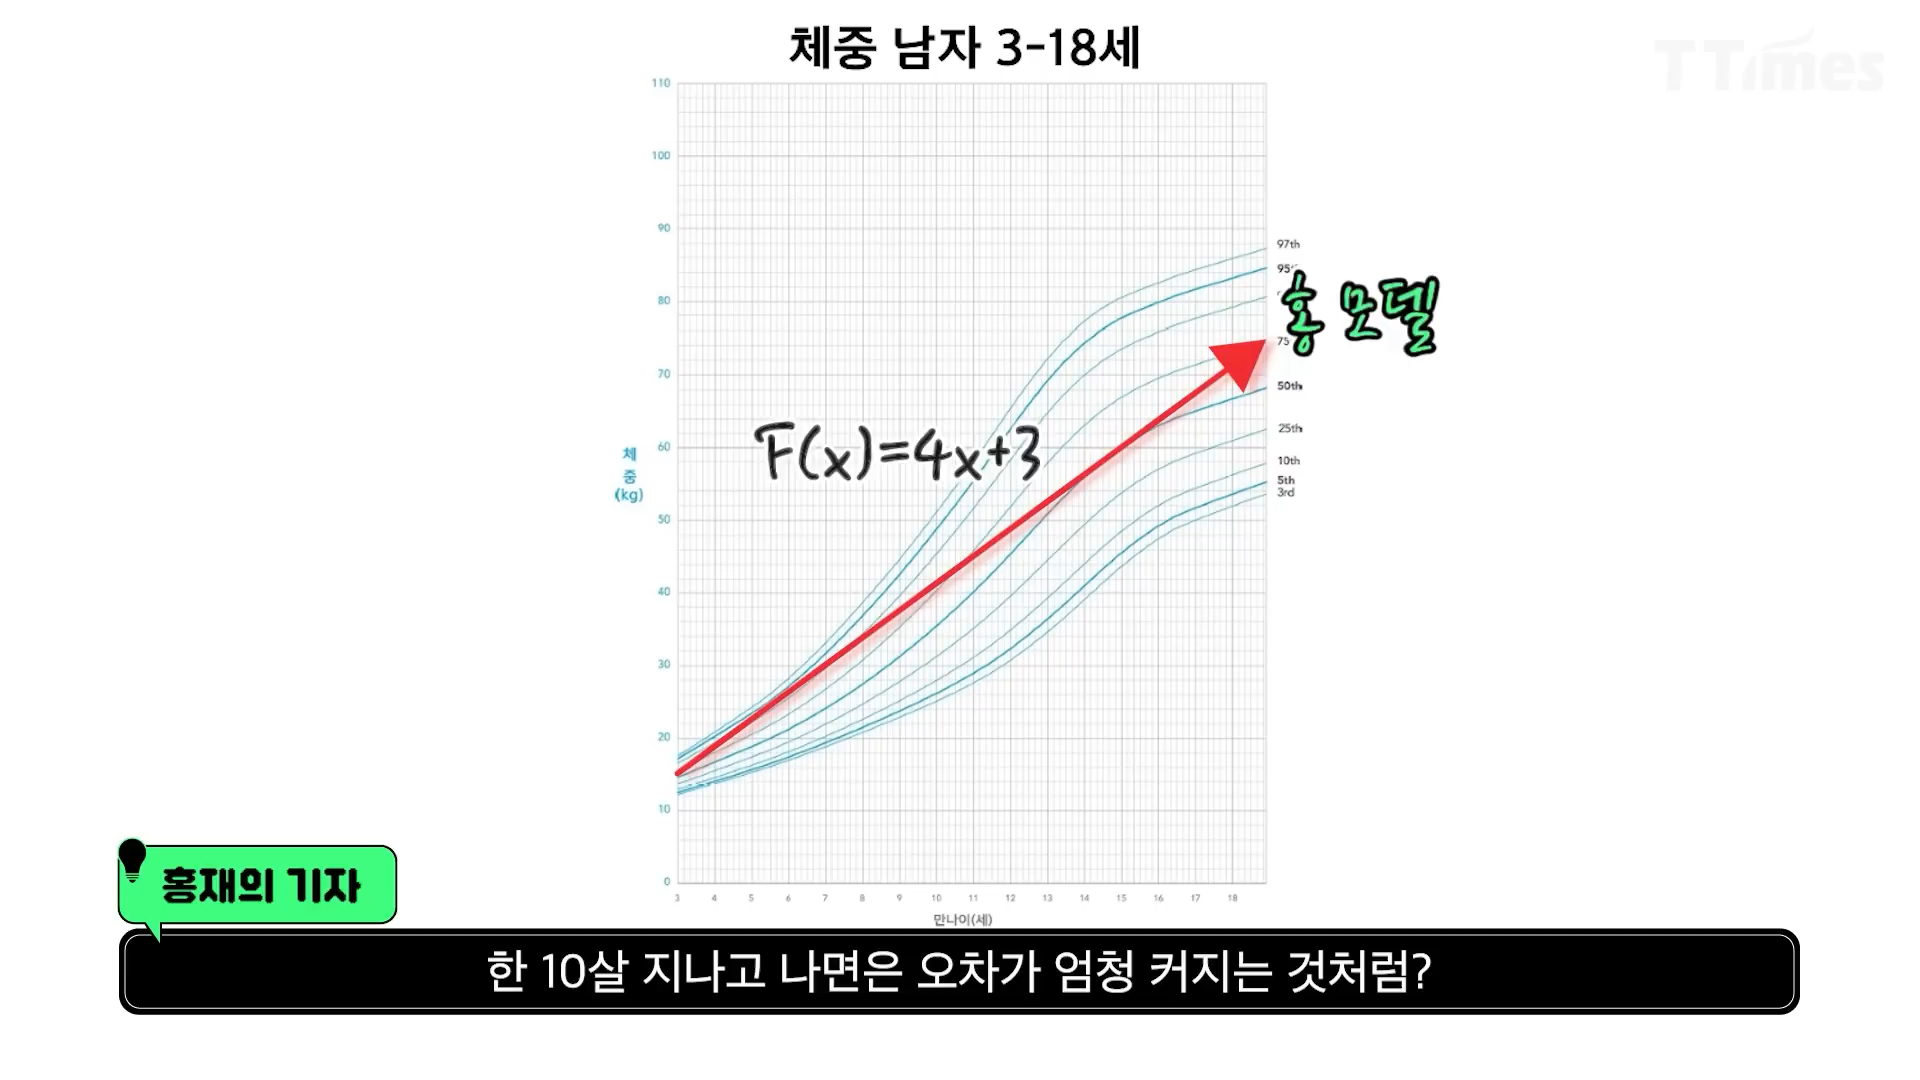 체중 남자 3-18세
TTimes
110
100
90
80
70
60
50
40
30
20
10
0
체
중
(kg)
97th
95
75
50th
25th
10th
5th
3rd
홍 모델
F(x)=4x+3
3 4 5 6 7 8 9 10 11 12 13 14 15 16 17 18
만나이(세)
홍재의 기자
한 10살 지나고 나면은 오차가 엄청 커지는 것처럼?